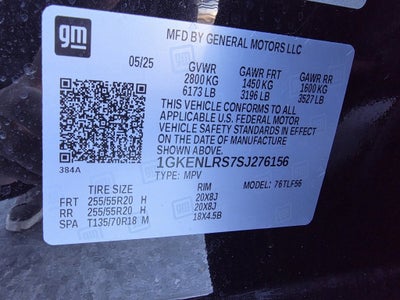 gm
MFD BY GENERAL MOTORS LLC
05/25 GVWR GAWR FRT GAWR RR
2800 KG 1450 KG 1600 KG
6173 LB 3196 LB 3527 LB
THIS VEHICLE CONFORMS TO ALL
APPLICABLE U.S. FEDERAL MOTOR
VEHICLE SAFETY STANDARDS IN EFFECT
ON THE DATE OF MANUFACTURE
SHOWN ABOVE.
384A 1GKENLRS7SJ276156
TYPE: MPV MODEL: 76TLF56
TIRE SIZE RIM
FRT 255/55R20 H 20X8J
RR 255/55R20 H 20X8J
SPA T135/70R18 M 18X4.5B